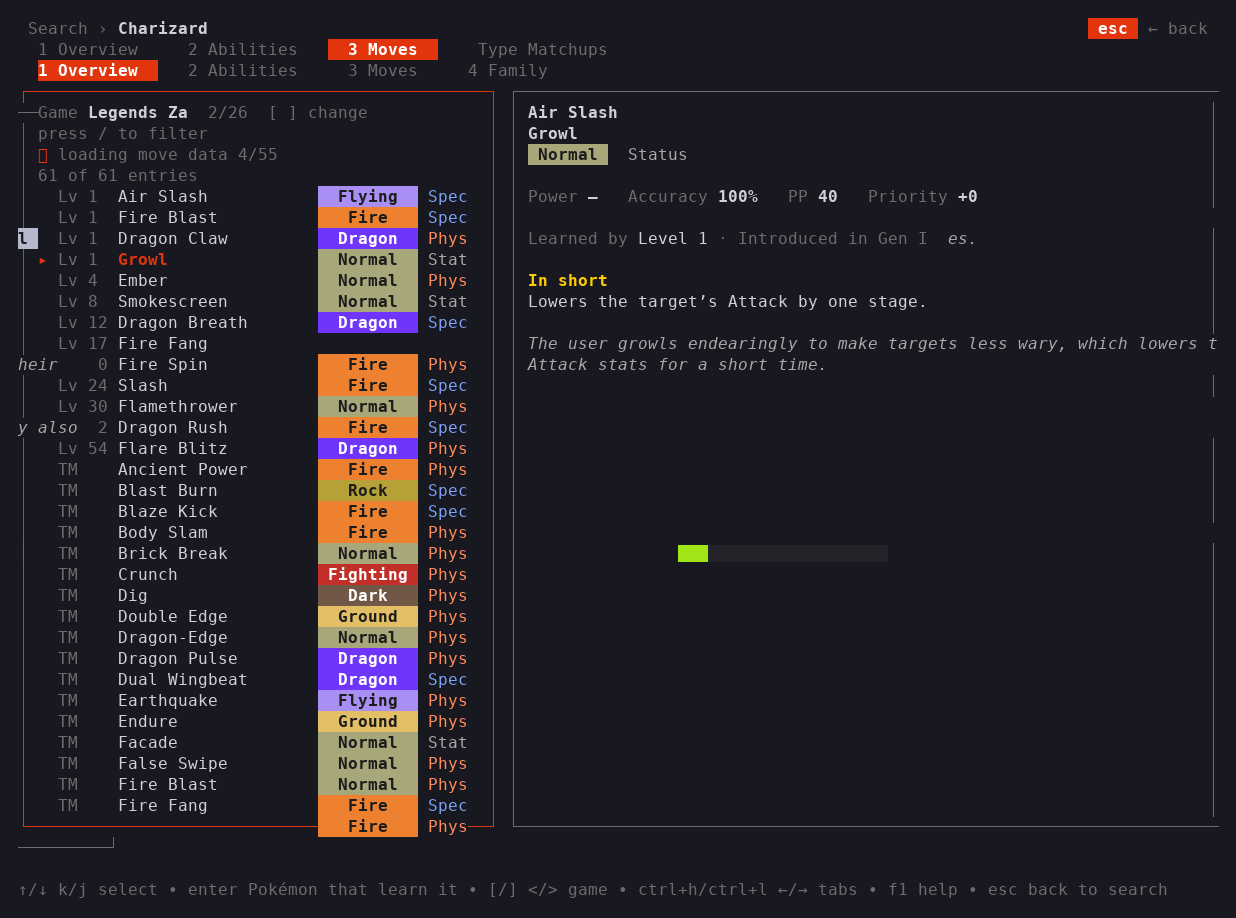 Search › Charizard esc ← back
1 Overview 2 Abilities 3 Moves Type Matchups
1 Overview 2 Abilities 3 Moves 4 Family
Game Legends Za 2/26 [ ] change Air Slash
press / to filter Growl
loading move data 4/55 Normal Status
61 of 61 entries
Lv 1 Air Slash Flying Spec Power — Accuracy 100% PP 40 Priority +0
Lv 1 Fire Blast Fire Spec
l Lv 1 Dragon Claw Dragon Phys Learned by Level 1 · Introduced in Gen I es.
▸ Lv 1 Growl Normal Stat
Lv 4 Ember Normal Phys In short
Lv 8 Smokescreen Normal Stat Lowers the target’s Attack by one stage.
Lv 12 Dragon Breath Dragon Spec
Lv 17 Fire Fang The user growls endearingly to make targets less wary, which lowers t
heir 0 Fire Spin Fire Phys Attack stats for a short time.
Lv 24 Slash Fire Spec
Lv 30 Flamethrower Normal Phys
y also 2 Dragon Rush Fire Spec
Lv 54 Flare Blitz Dragon Phys
TM Ancient Power Fire Phys
TM Blast Burn Rock Spec
TM Blaze Kick Fire Spec
TM Body Slam Fire Phys
TM Brick Break Normal Phys
TM Crunch Fighting Phys
TM Dig Dark Phys
TM Double Edge Ground Phys
TM Dragon-Edge Normal Phys
TM Dragon Pulse Dragon Phys
TM Dual Wingbeat Dragon Spec
TM Earthquake Flying Phys
TM Endure Ground Phys
TM Facade Normal Stat
TM False Swipe Normal Phys
TM Fire Blast Normal Phys
TM Fire Fang Fire Spec
Fire Phys
↑/↓ k/j select • enter Pokémon that learn it • [/] </> game • ctrl+h/ctrl+l ←/→ tabs • f1 help • esc back to search